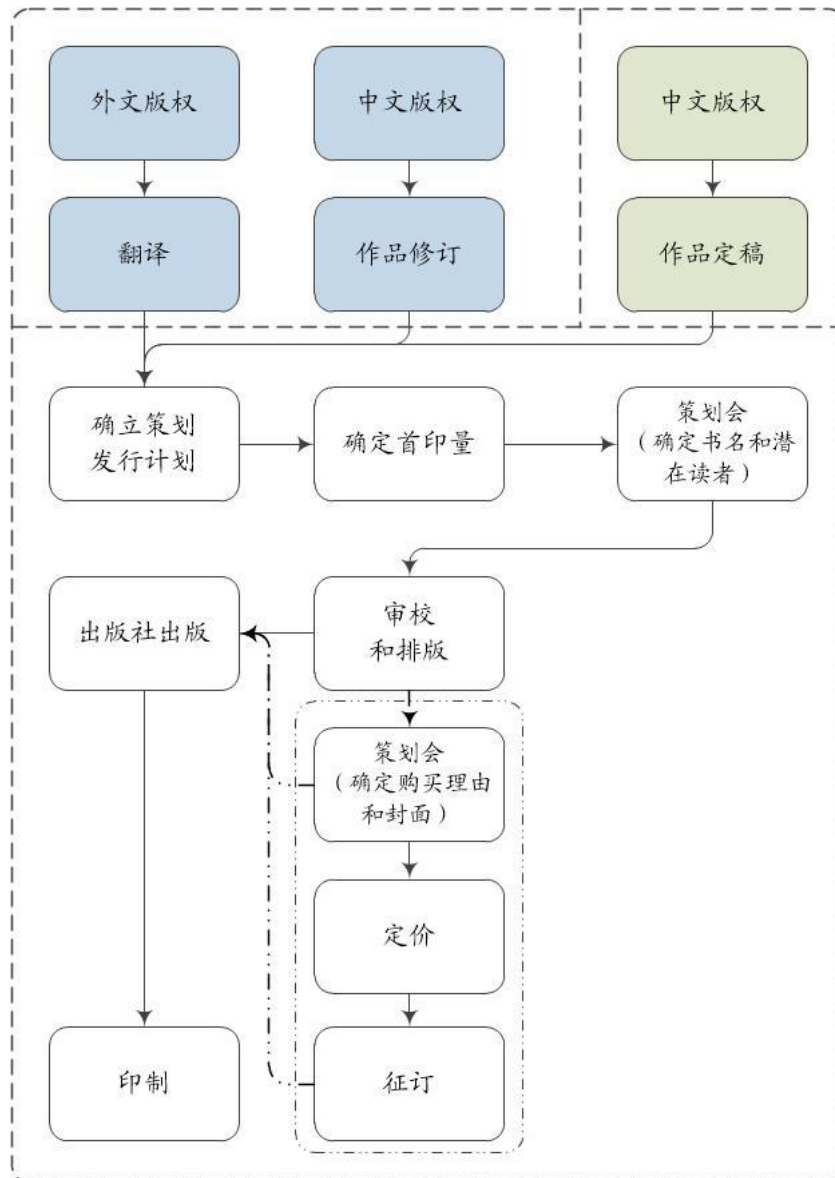 外文版权
中文版权
中文版权
翻译
作品修订
作品定稿
确立策划
发行计划
确定首印量
策划会
（确定书名和潜
在读者）
出版社出版
审校
和排版
策划会
（确定购买理由
和封面）
定价
印制
征订